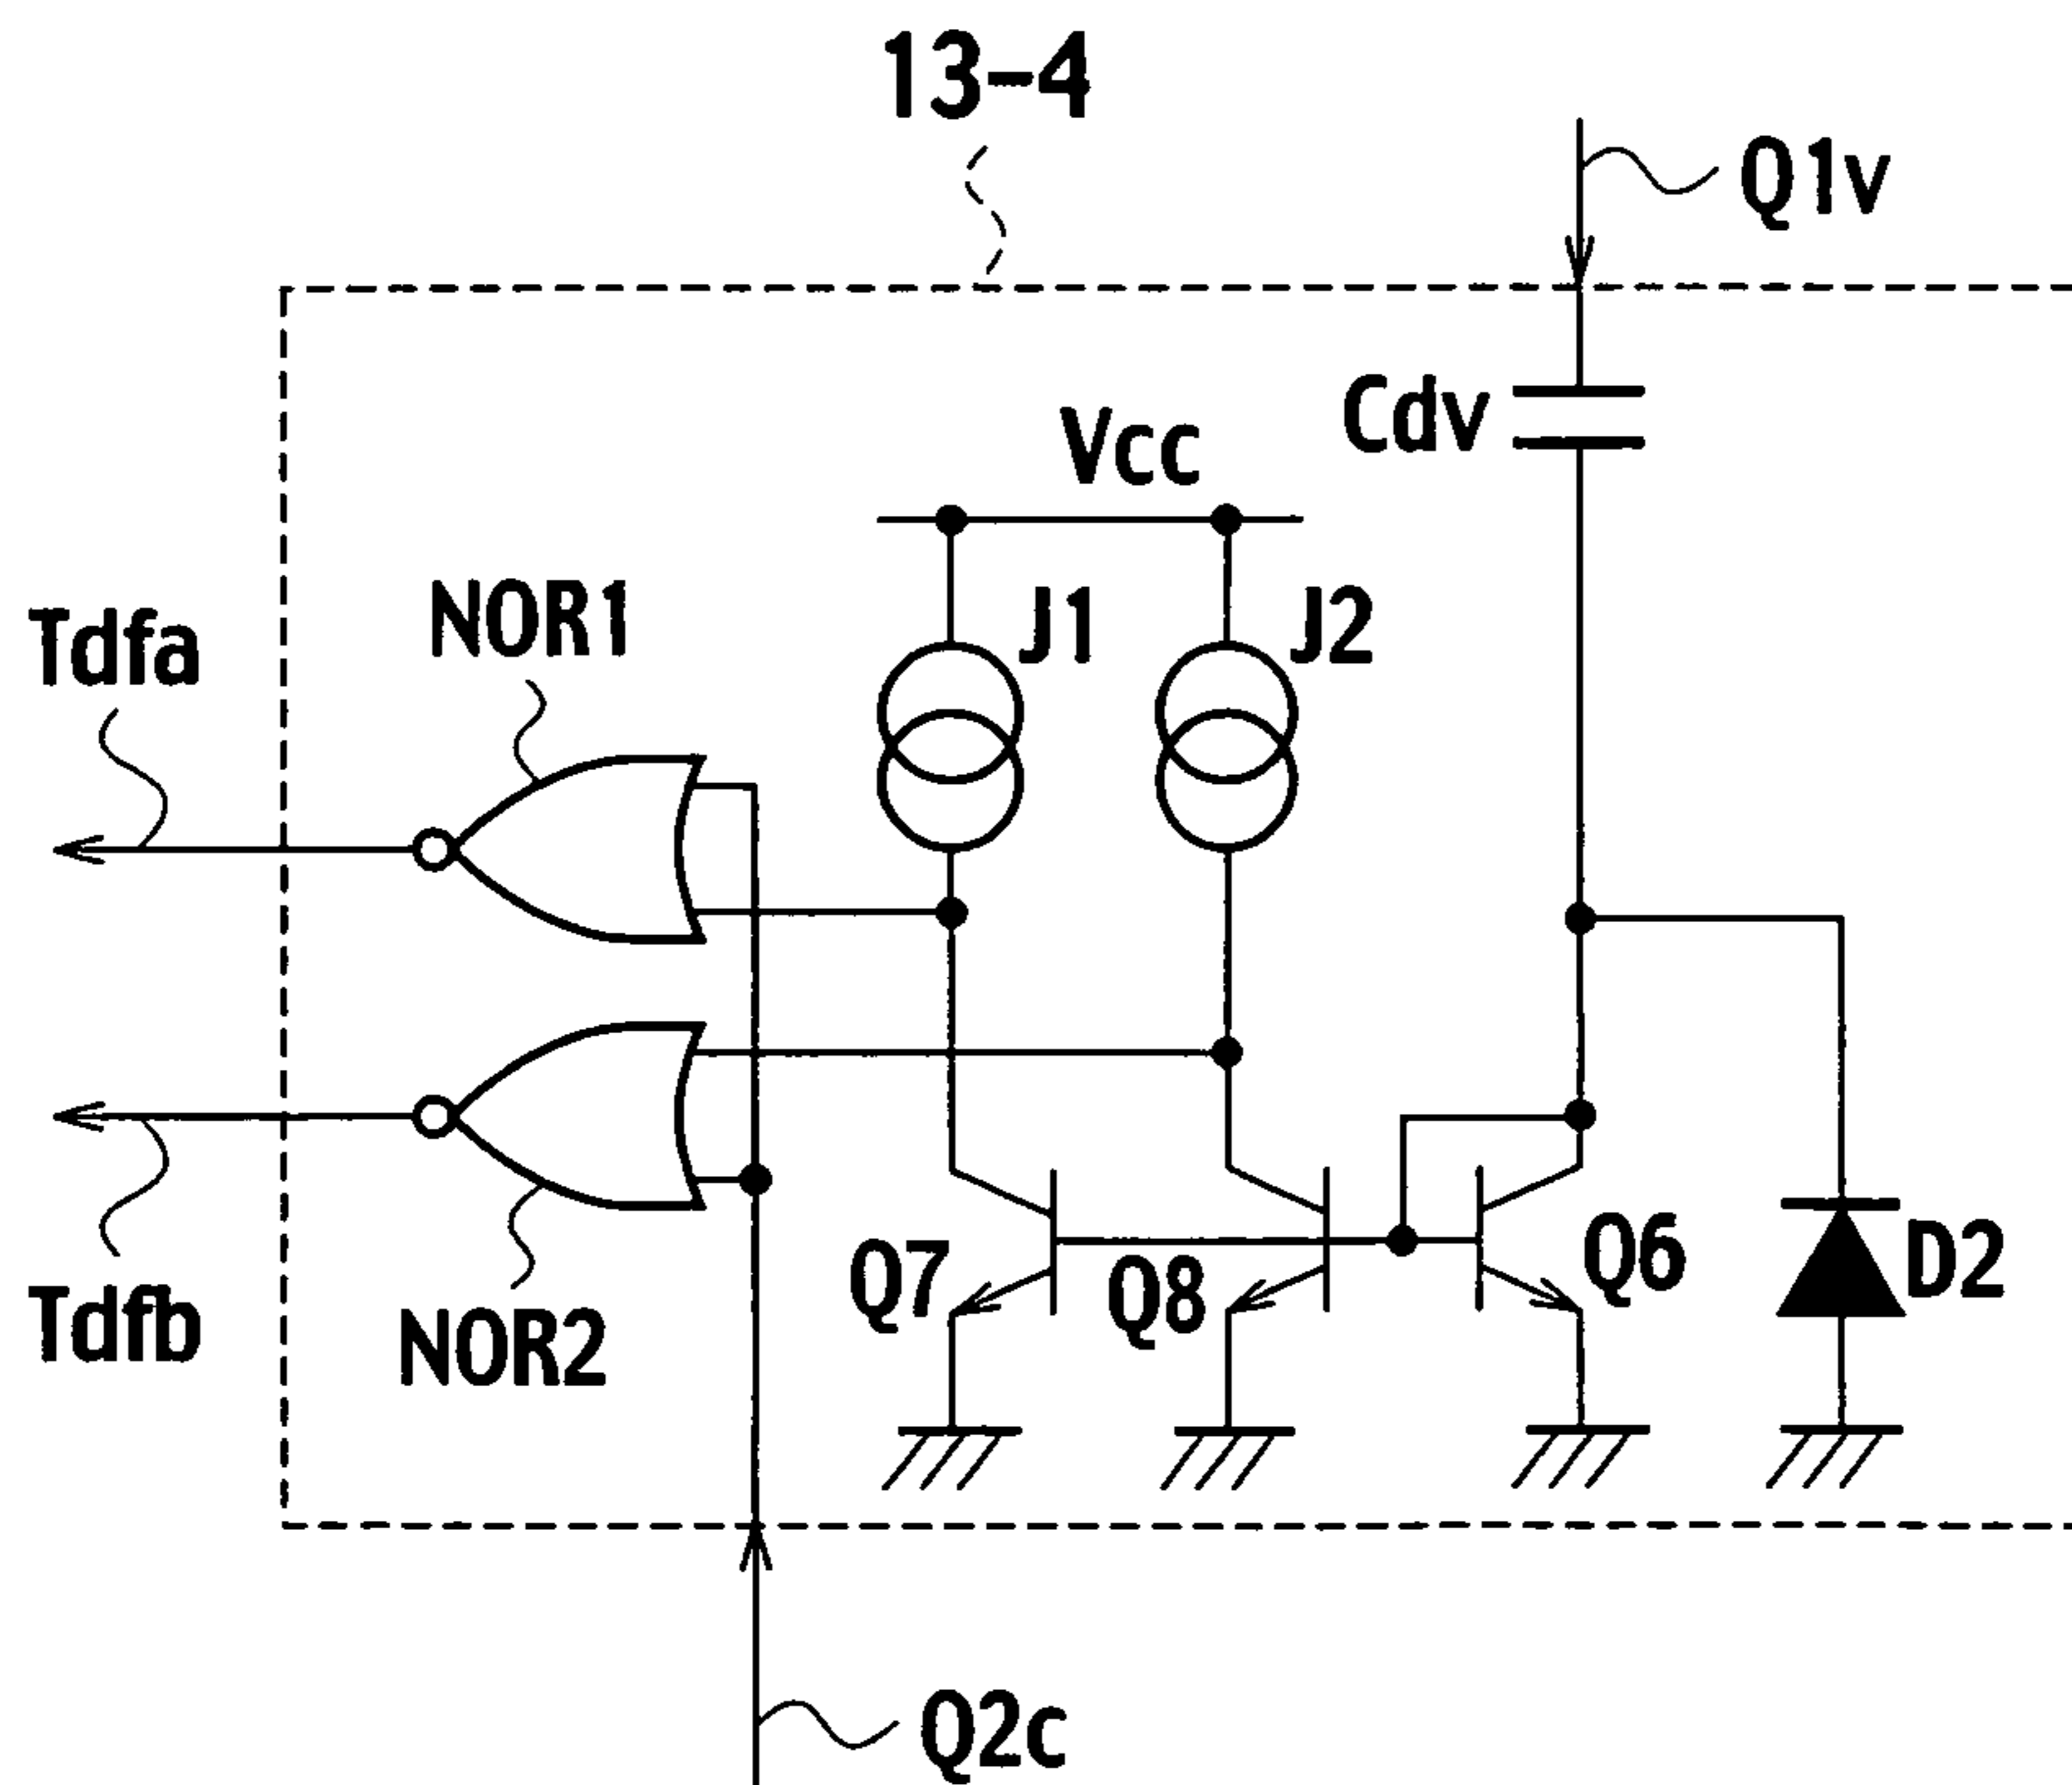 13-4
Q1v
Cdv
Vcc
J1
J2
NOR1
Tdfa
Q7
Q8
Q6
D2
Tdfb
NOR2
Q2c